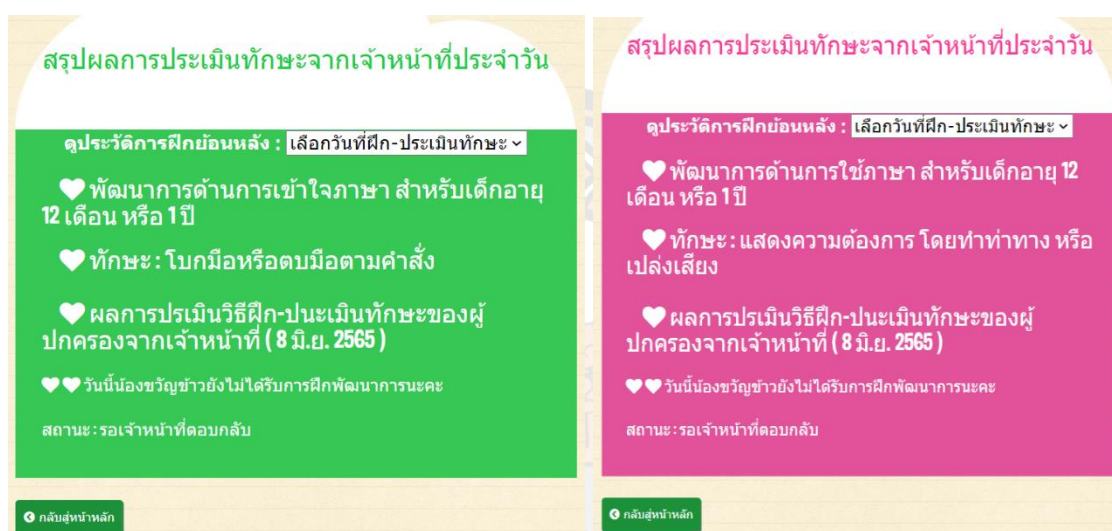 สรุปผลการประเมินทักษะจากเจ้าหน้าที่ประจำวัน
ดูประวัติการฝึกย้อนหลัง : เลือกวันที่ฝึก-ประเมินทักษะ
พัฒนาการด้านการเข้าใจภาษา สำหรับเด็กอายุ
12 เดือน หรือ 1 ปี
ทักษะ : โบกมือหรือตบมือตามคำสั่ง
ผลการปรเมินวิธีฝึก-ปนะเมินทักษะของผู้
ปกครองจากเจ้าหน้าที่ ( 8 มิ.ย. 2565 )
วันนี้น้องขวัญข้าวยังไม่ได้รับการฝึกพัฒนาการนะคะ
สถานะ : รอเจ้าหน้าที่ตอบกลับ
กลับสู่หน้าหลัก
สรุปผลการประเมินทักษะจากเจ้าหน้าที่ประจำวัน
ดูประวัติการฝึกย้อนหลัง : เลือกวันที่ฝึก-ประเมินทักษะ
พัฒนาการด้านการใช้ภาษา สำหรับเด็กอายุ 12
เดือน หรือ 1 ปี
ทักษะ : แสดงความต้องการ โดยทำท่าทาง หรือ
เปล่งเสียง
ผลการปรเมินวิธีฝึก-ปนะเมินทักษะของผู้
ปกครองจากเจ้าหน้าที่ ( 8 มิ.ย. 2565 )
วันนี้น้องขวัญข้าวยังไม่ได้รับการฝึกพัฒนาการนะคะ
สถานะ : รอเจ้าหน้าที่ตอบกลับ
กลับสู่หน้าหลัก